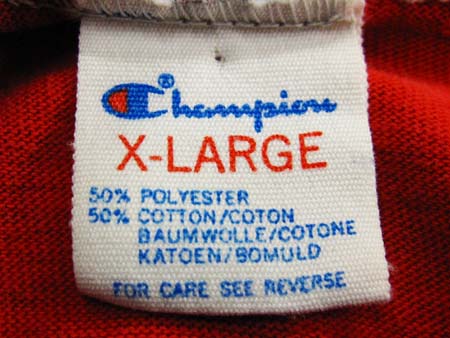 Champion®
X-LARGE
50% POLYESTER
50% COTTON/COTON
BAUMWOLLE/COTONE
KATOEN/BOMULD
FOR CARE SEE REVERSE